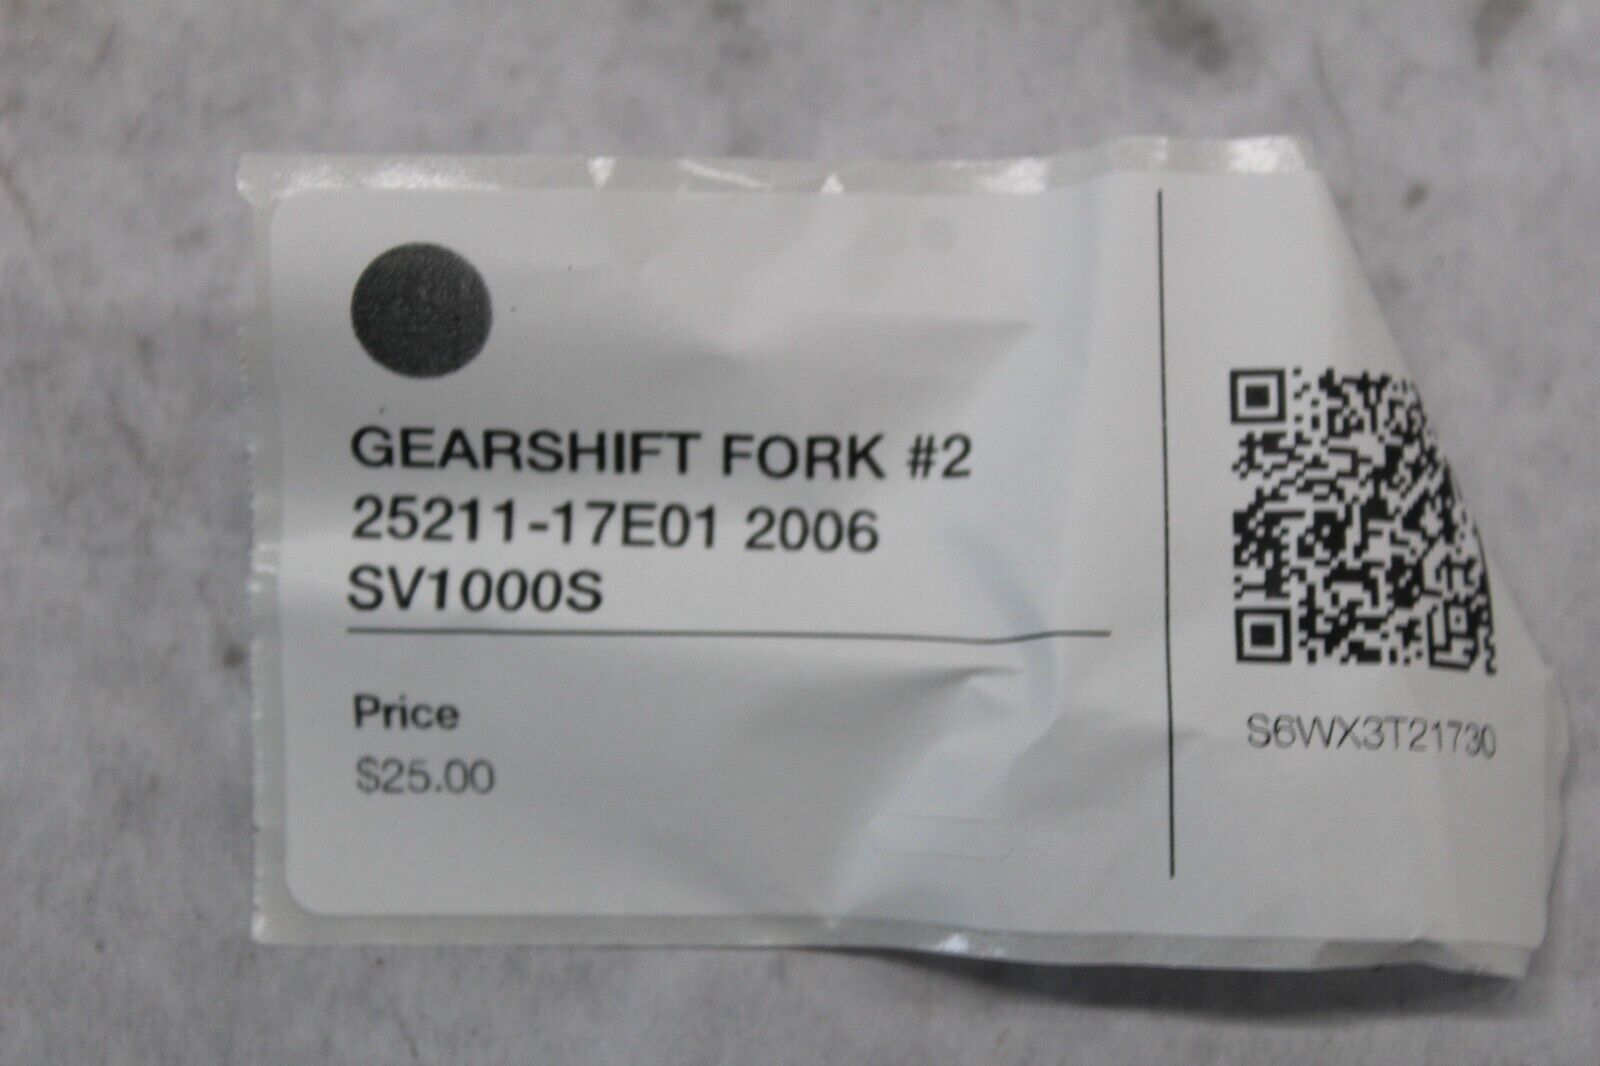 GEARSHIFT FORK #2
25211-17E01 2006
SV1000S
Price
$25.00
S6WX3T21730